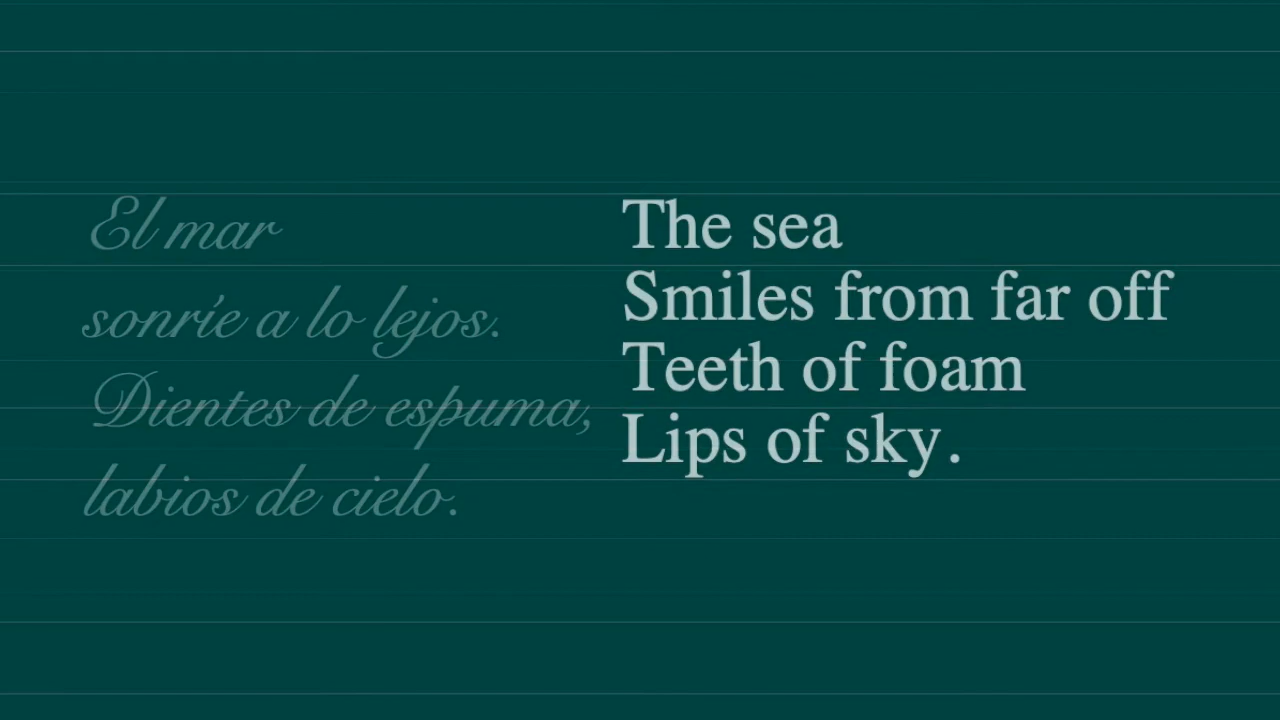 El mar
sonríe a lo lejos.
Dientes de espuma,
labios de cielo.
The sea
Smiles from far off
Teeth of foam
Lips of sky.